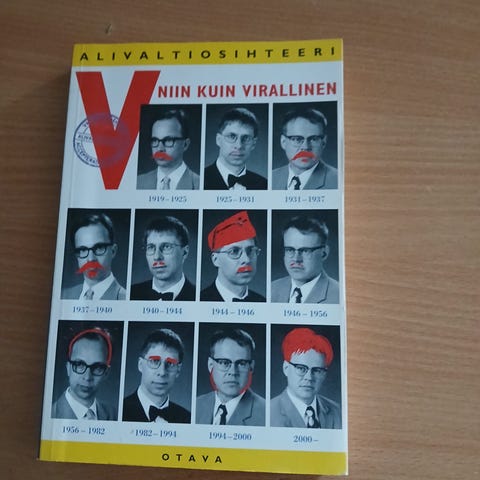 ALIVALTIOSIHTEERI
V NIIN KUIN VIRALLINEN
1919–1925 1925–1931 1931–1937
1937–1940 1940–1944 1944–1946 1946–1956
1956–1982 1982–1994 1994–2000 2000–
OTAVA